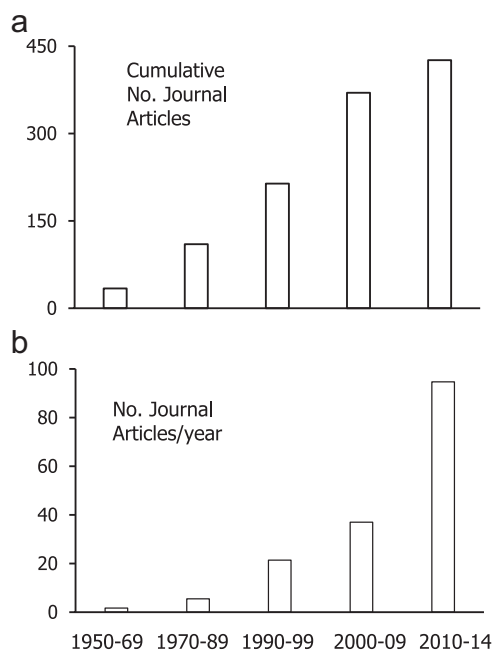 a
450
Cumulative
No. Journal
Articles
300
150
0
b
100
No. Journal
Articles/year
80
60
40
20
0
1950-69 1970-89 1990-99 2000-09 2010-14